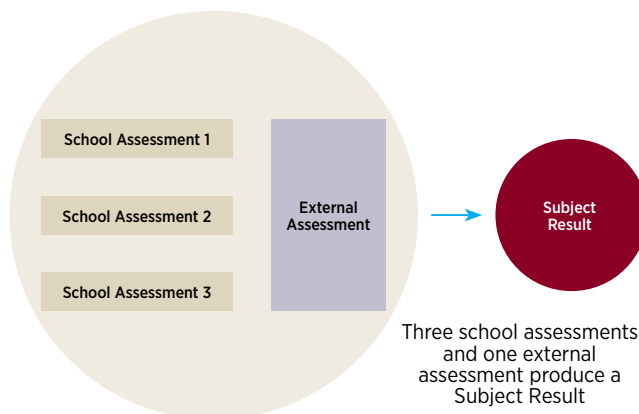 School Assessment 1
School Assessment 2
School Assessment 3
External
Assessment
Subject
Result
Three school assessments
and one external
assessment produce a
Subject Result